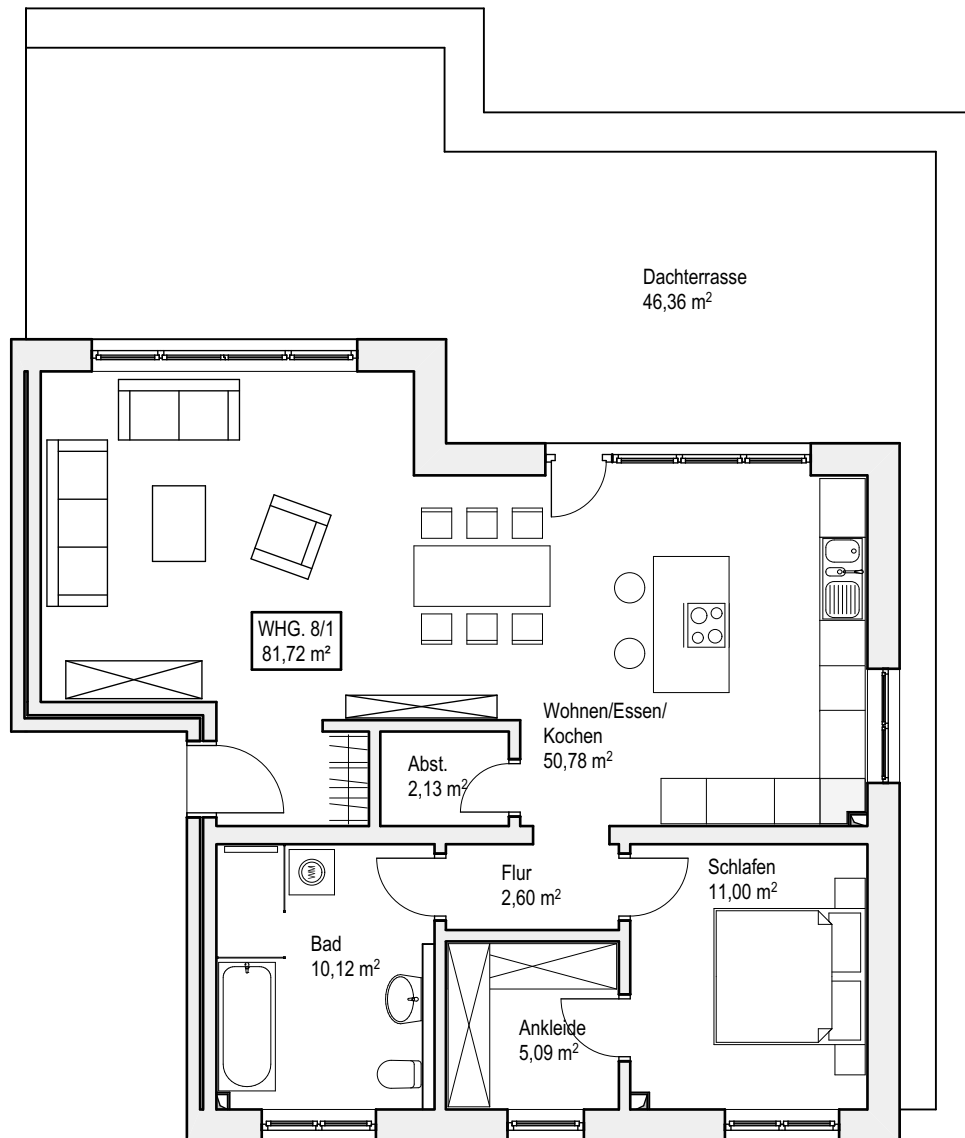 Dachterrasse
46,36 m²
WHG. 8/1
81,72 m²
Wohnen/Essen/
Kochen
50,78 m²
Abst.
2,13 m²
Flur
2,60 m²
Schlafen
11,00 m²
Bad
10,12 m²
Ankleide
5,09 m²